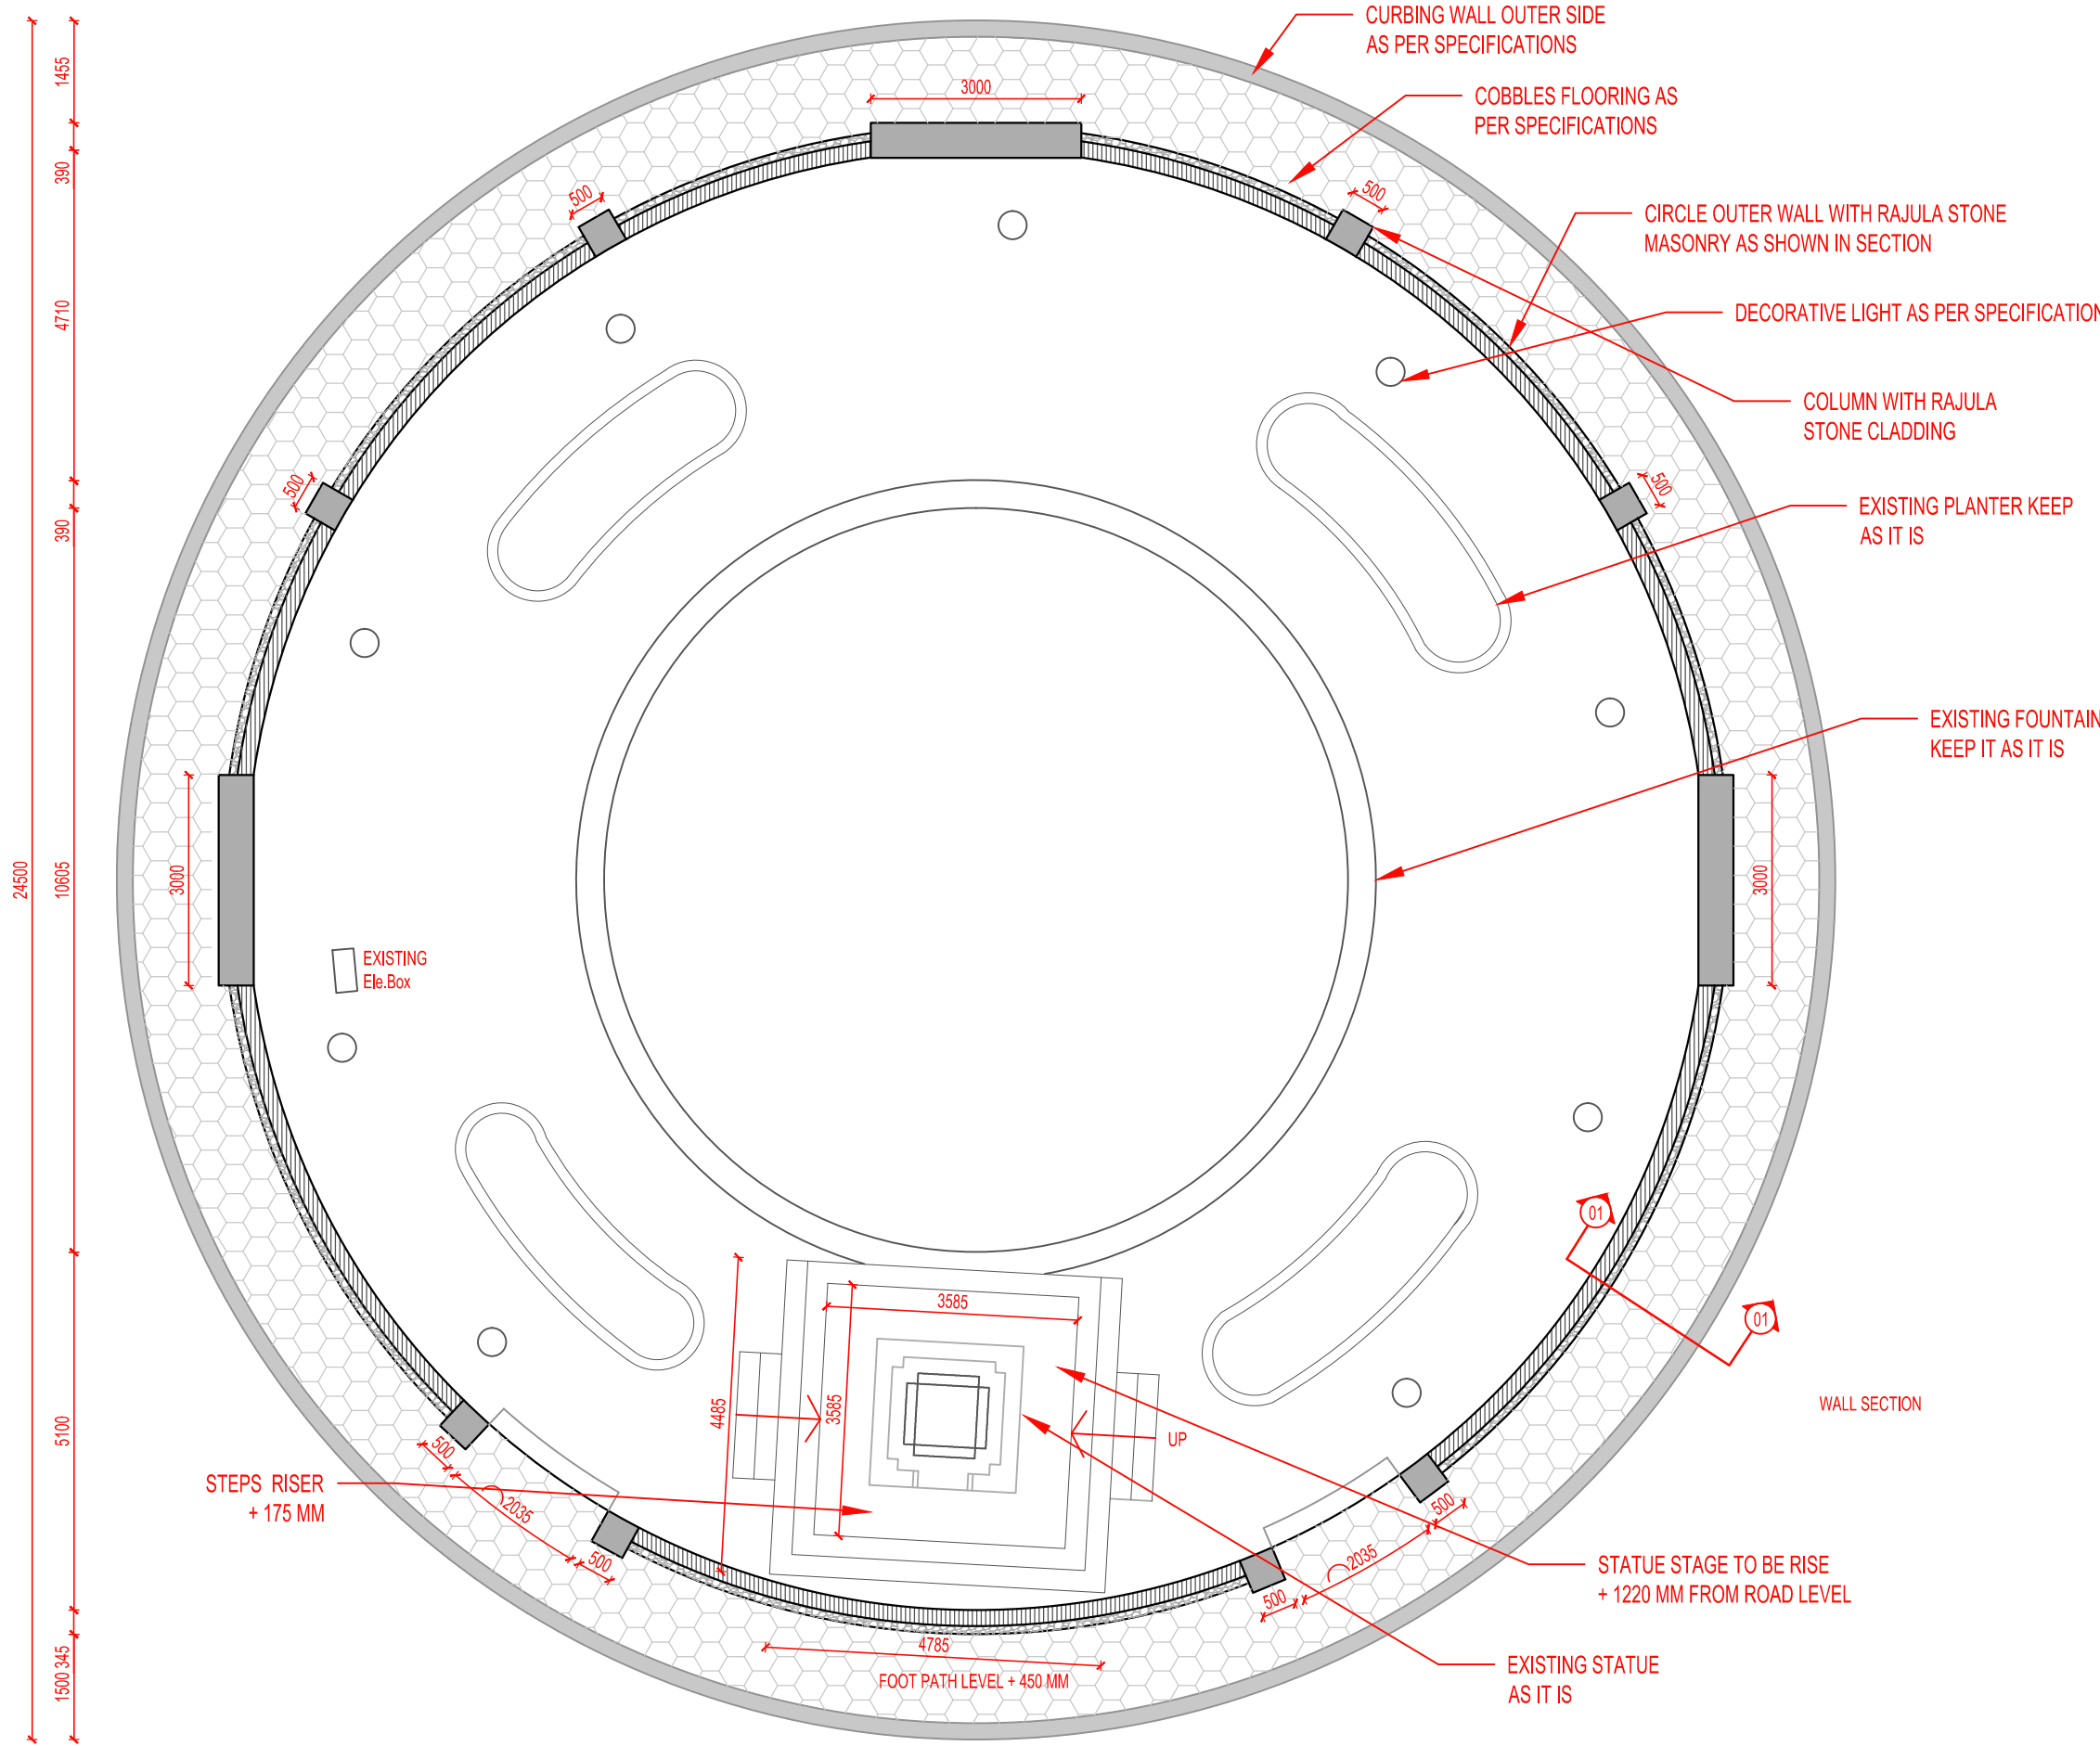 CURBING WALL OUTER SIDE
AS PER SPECIFICATIONS
COBBLES FLOORING AS
PER SPECIFICATIONS
CIRCLE OUTER WALL WITH RAJULA STONE
MASONRY AS SHOWN IN SECTION
DECORATIVE LIGHT AS PER SPECIFICATION
COLUMN WITH RAJULA
STONE CLADDING
EXISTING PLANTER KEEP
AS IT IS
EXISTING FOUNTAIN
KEEP IT AS IT IS
24500
1455
390
4710
390
10605
5100
345
1500
3000
500
500
500
500
3000
3000
EXISTING
Ele.Box
01
01
WALL SECTION
3585
3585
4485
UP
STEPS RISER
+ 175 MM
500
2035
500
500
2035
500
4785
FOOT PATH LEVEL + 450 MM
STATUE STAGE TO BE RISE
+ 1220 MM FROM ROAD LEVEL
EXISTING STATUE
AS IT IS